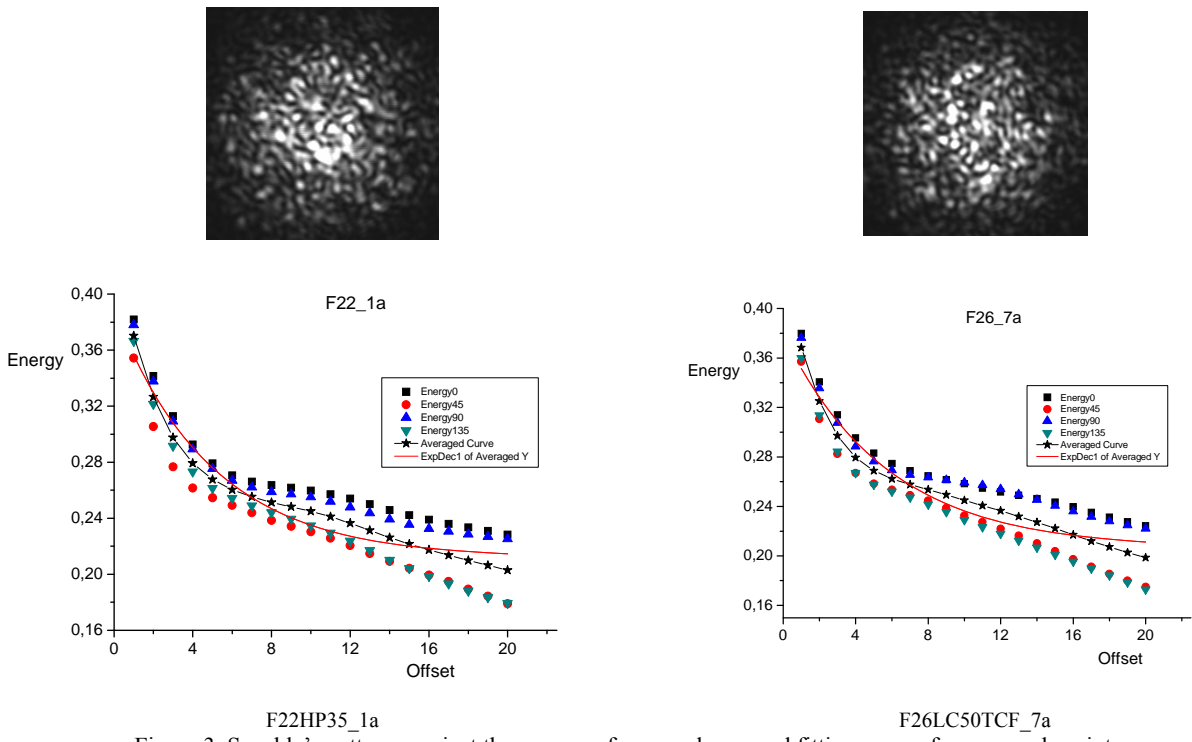 F22_1a
0,40
0,36
0,32
0,28
0,24
0,20
0,16
Energy
0
4
8
12
16
20
Offset
Energy0
Energy45
Energy90
Energy135
Averaged Curve
ExpDec1 of Averaged Y
F26_7a
0,40
0,36
0,32
0,28
0,24
0,20
0,16
Energy
0
4
8
12
16
20
Offset
Energy0
Energy45
Energy90
Energy135
Averaged Curve
ExpDec1 of Averaged Y
F22HP35_1a
F26LC50TCF_7a